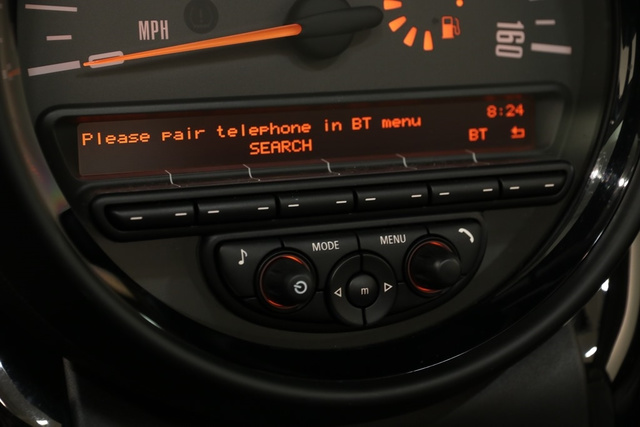 MPH
160
8:24
Please pair telephone in BT menu
SEARCH
BT
MODE
MENU
m